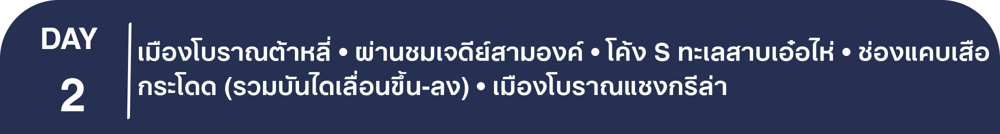 DAY
2
เมืองโบราณต้าหลี่ • ผ่านชมเจดีย์สามองค์ • โค้ง S ทะเลสาบเอ๋อไห่ • ช่องแคบเสือ
กระโดด (รวมบันไดเลื่อนขึ้น-ลง) • เมืองโบราณแชงกรีล่า